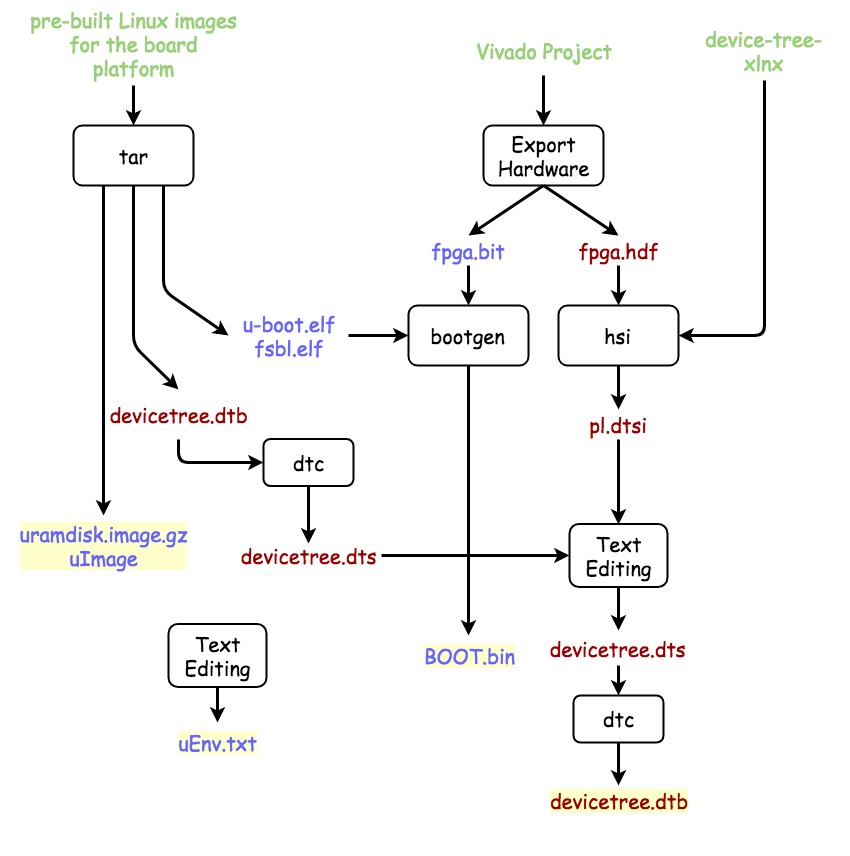 pre-built Linux images
for the board
platform
Vivado Project
device-tree-
xlnx
tar
Export
Hardware
fpga.bit
fpga.hdf
u-boot.elf
fsbl.elf
bootgen
hsi
devicetree.dtb
pl.dtsi
dtc
uramdisk.image.gz
uImage
devicetree.dts
Text
Editing
Text
Editing
BOOT.bin
devicetree.dts
uEnv.txt
dtc
devicetree.dtb